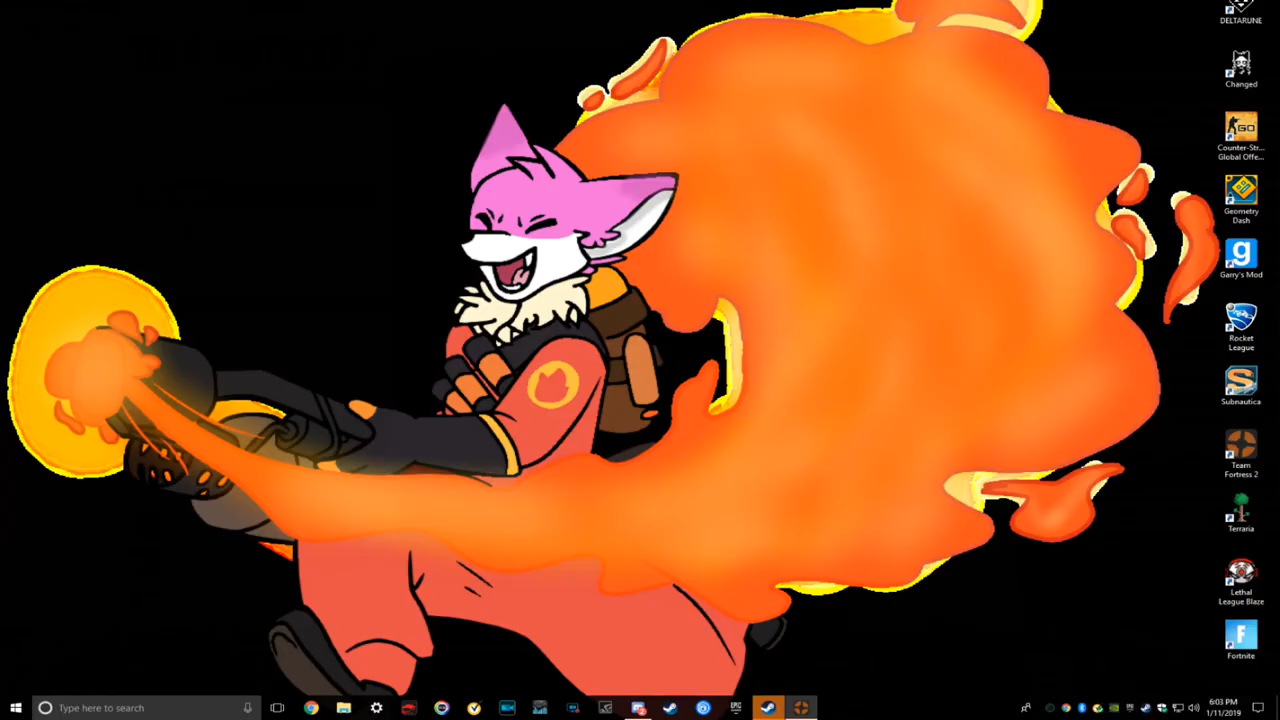 DELTARUNE
Changed
GO
Counter-Str...
Global Offe...
Geometry
Dash
g
Garry's Mod
Rocket
League
S
Subnautica
Team
Fortress 2
Terraria
Lethal
League Blaze
F
Fortnite
Type here to search
EPIC
6:03 PM
1/11/2019